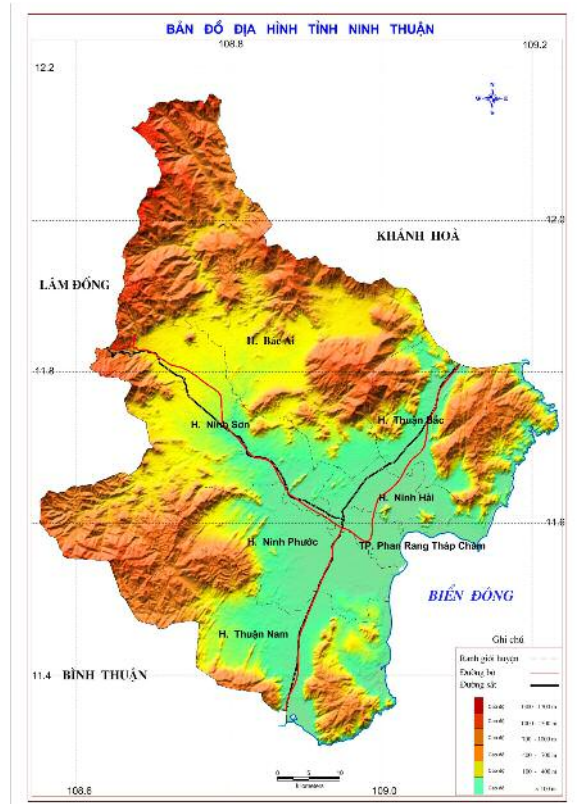 BẢN ĐỒ ĐỊA HÌNH TỈNH NINH THUẬN
108.8
109.2
12.2
12.0
KHÁNH HOÀ
LÂM ĐỒNG
H. Bác Ái
11.8
H. Ninh Sơn
H. Thuận Bắc
H. Ninh Hải
11.6
H. Ninh Phước
TP. Phan Rang Tháp Chàm
BIỂN ĐÔNG
H. Thuận Nam
Ghi chú
Ranh giới huyện
Đường bộ
Đường sắt
BÌNH THUẬN
11.4
0
10
kilometers
108.6
109.0